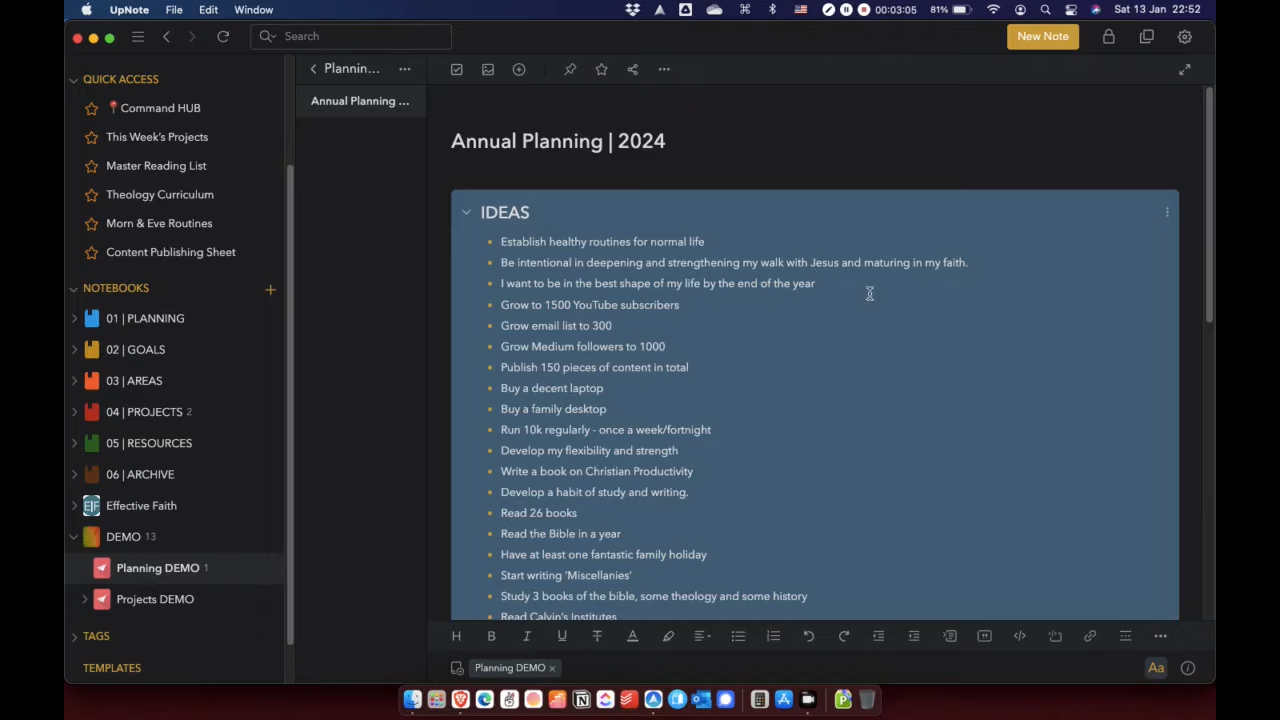 UpNote File Edit Window 00:03:05 81% Sat 13 Jan 22:52
Search
New Note
QUICK ACCESS
Command HUB
This Week's Projects
Master Reading List
Theology Curriculum
Morn & Eve Routines
Content Publishing Sheet
NOTEBOOKS
01 | PLANNING
02 | GOALS
03 | AREAS
04 | PROJECTS 2
05 | RESOURCES
06 | ARCHIVE
Effective Faith
DEMO 13
Planning DEMO 1
Projects DEMO
TAGS
TEMPLATES
Plannin...
Annual Planning ...
Annual Planning | 2024
IDEAS
Establish healthy routines for normal life
Be intentional in deepening and strengthening my walk with Jesus and maturing in my faith.
I want to be in the best shape of my life by the end of the year
Grow to 1500 YouTube subscribers
Grow email list to 300
Grow Medium followers to 1000
Publish 150 pieces of content in total
Buy a decent laptop
Buy a family desktop
Run 10k regularly - once a week/fortnight
Develop my flexibility and strength
Write a book on Christian Productivity
Develop a habit of study and writing.
Read 26 books
Read the Bible in a year
Have at least one fantastic family holiday
Start writing 'Miscellanies'
Study 3 books of the bible, some theology and some history
Read Calvin's Institutes
Planning DEMO
Aa